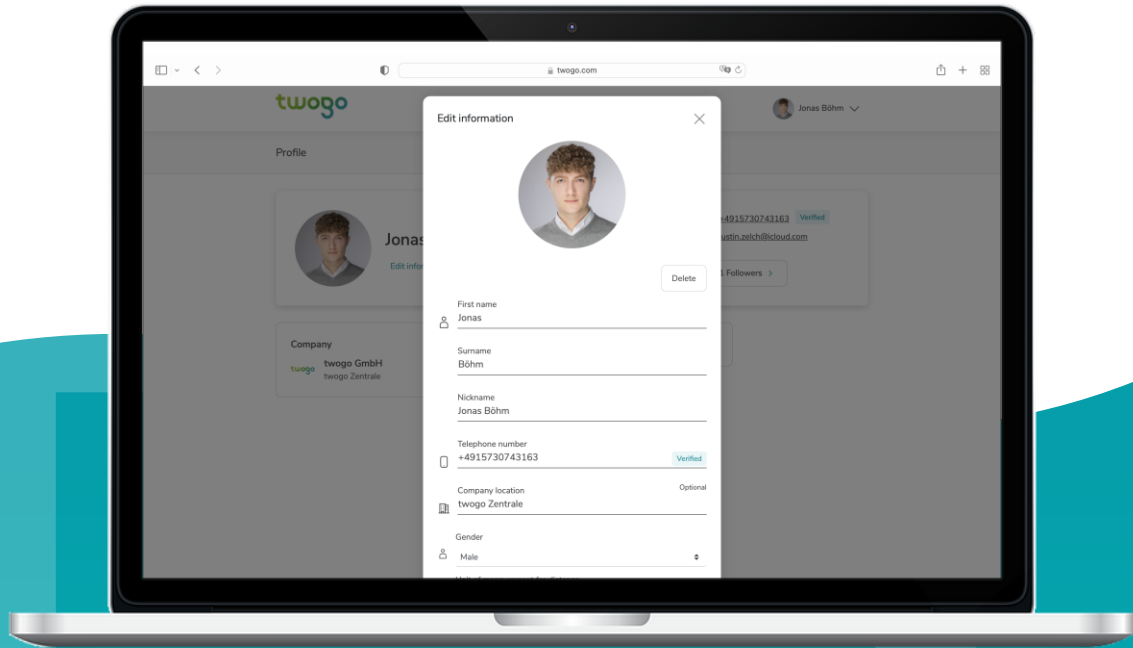 twogo.com
twogo
Jonas Böhm
Profile
Edit information
Jonas
Edit infor
4915730743163 Verified
ustin.zelch@icloud.com
Followers
Delete
First name
Jonas
Surname
Böhm
Nickname
Jonas Böhm
Telephone number
+4915730743163
Verified
Company location
Optional
twogo Zentrale
Gender
Male
Company
twogo
twogo GmbH
twogo Zentrale